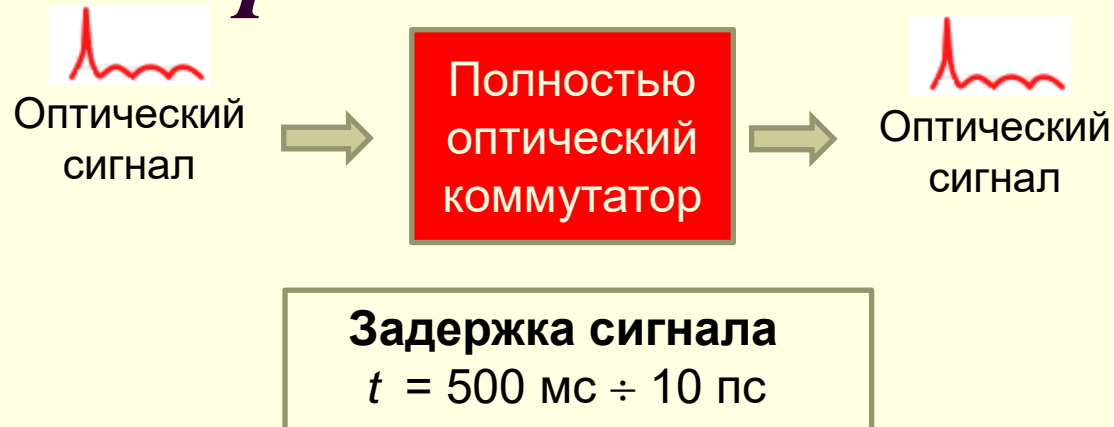 Оптический
сигнал
Полностью
оптический
коммутатор
Оптический
сигнал
Задержка сигнала
t = 500 мс ÷ 10 пс